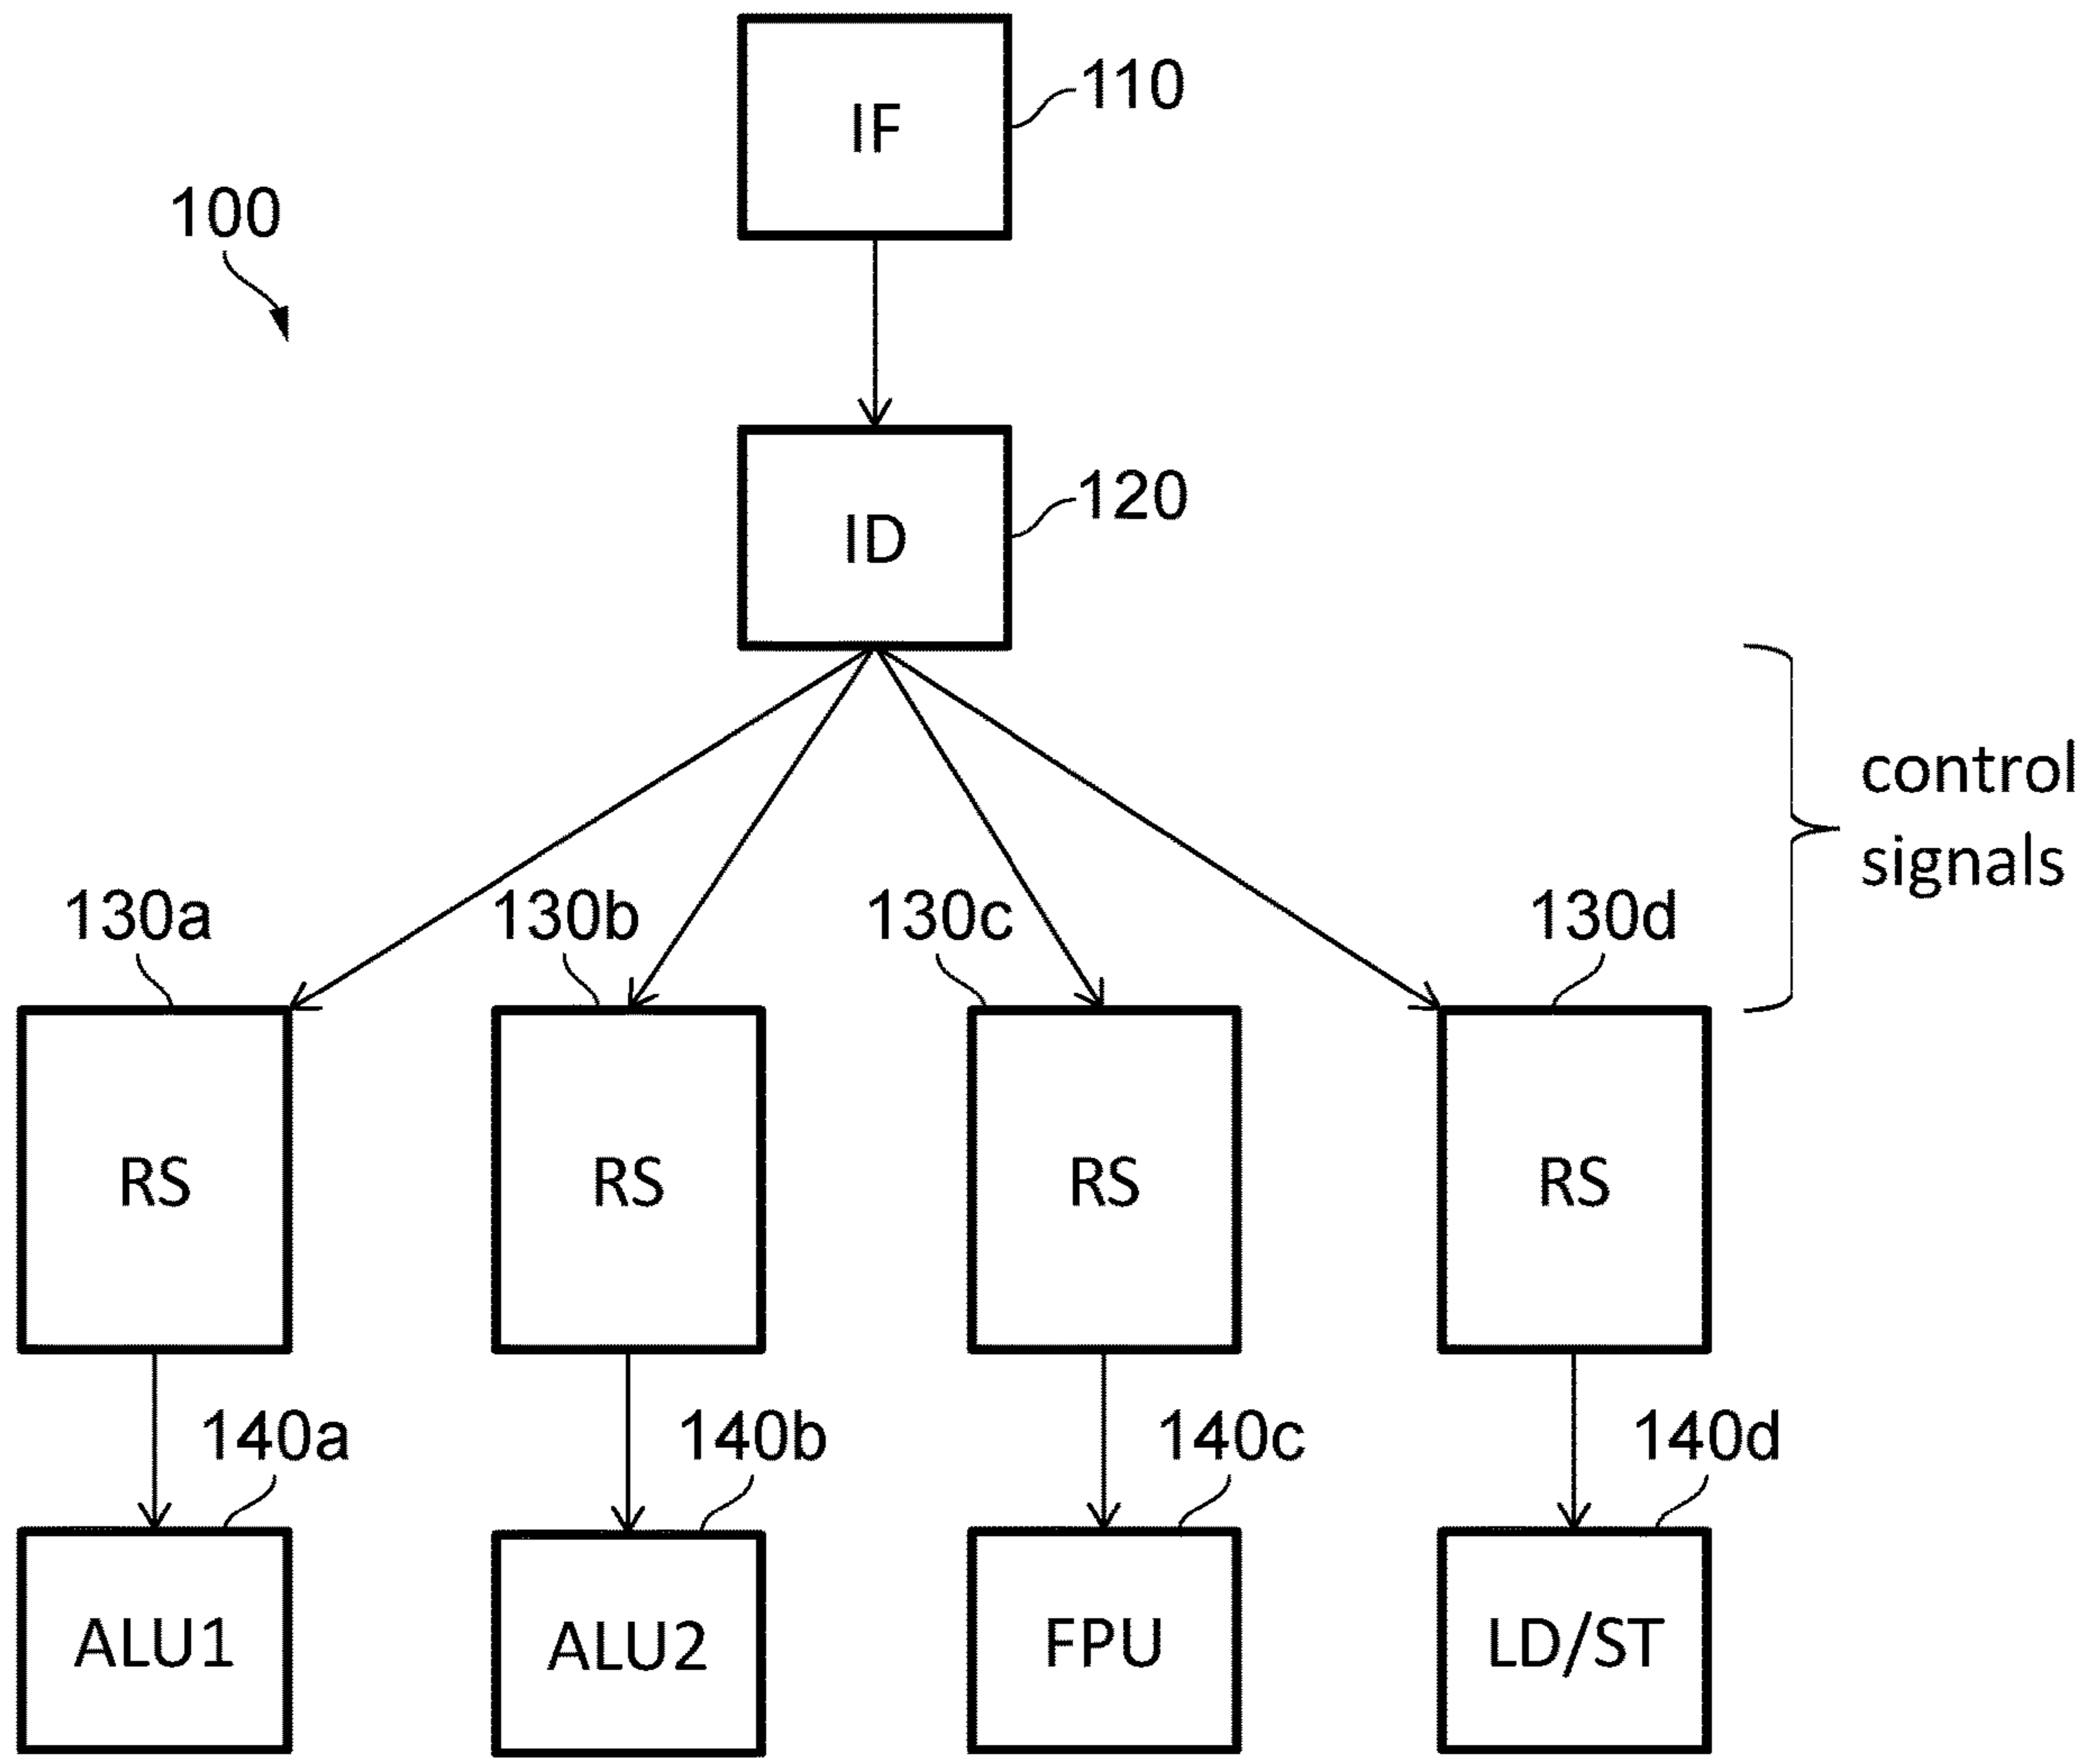 IF
110
100
ID
120
control
signals
130a
130b
130c
130d
RS
RS
RS
RS
140a
140b
140c
140d
ALU1
ALU2
FPU
LD/ST